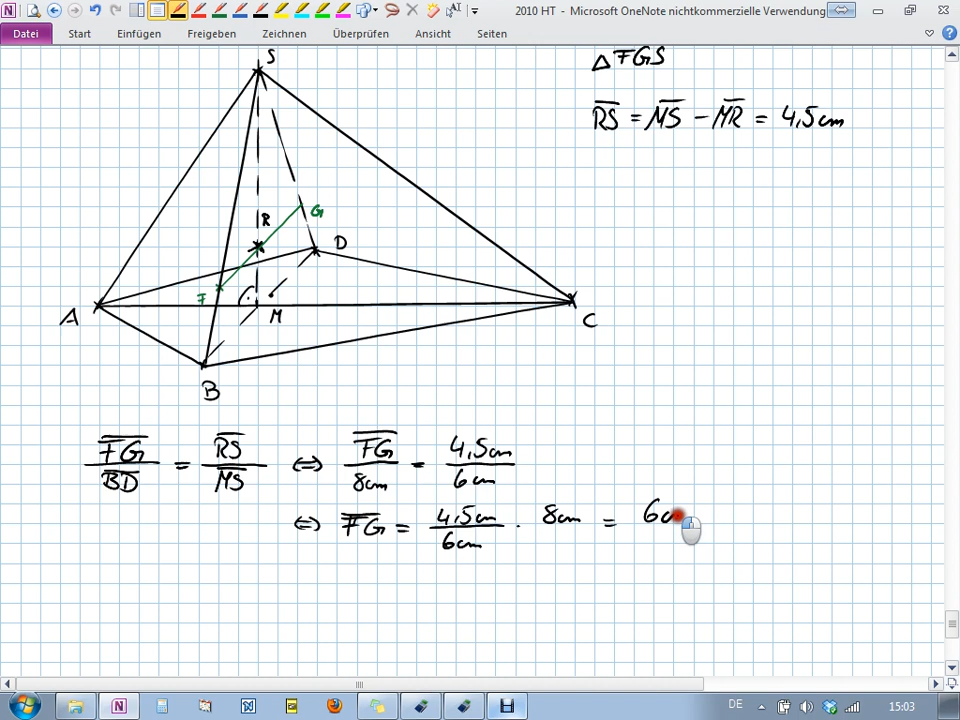 2010 HT - Microsoft OneNote nichtkommerzielle Verwendung
Datei Start Einfügen Freigeben Zeichnen Überprüfen Ansicht Seiten
S
△FGS
RS = MS - MR = 4,5cm
R
G
D
F
A
M
C
B
FG/BD = RS/MS ⇔ FG/8cm = 4,5cm/6cm
⇔ FG = 4,5cm/6cm · 8cm = 6c
DE 15:03